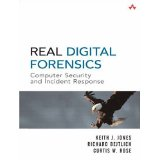 REAL DIGITAL
FORENSICS
Computer Security
and Incident Response
KEITH J. JONES
RICHARD BEJTLICH
CURTIS W. ROSE